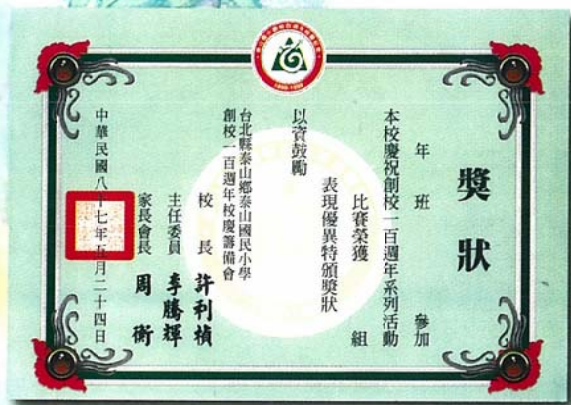 獎狀
年 班 參加
本校慶祝創校一百週年系列活動
比賽榮獲 組
表現優異特頒獎狀
以資鼓勵
台北縣泰山鄉泰山國民小學
創校一百週年校慶籌備會
校長 許利楨
主任委員 李騰輝
家長會長 周衡
中華民國八十七年五月二十四日